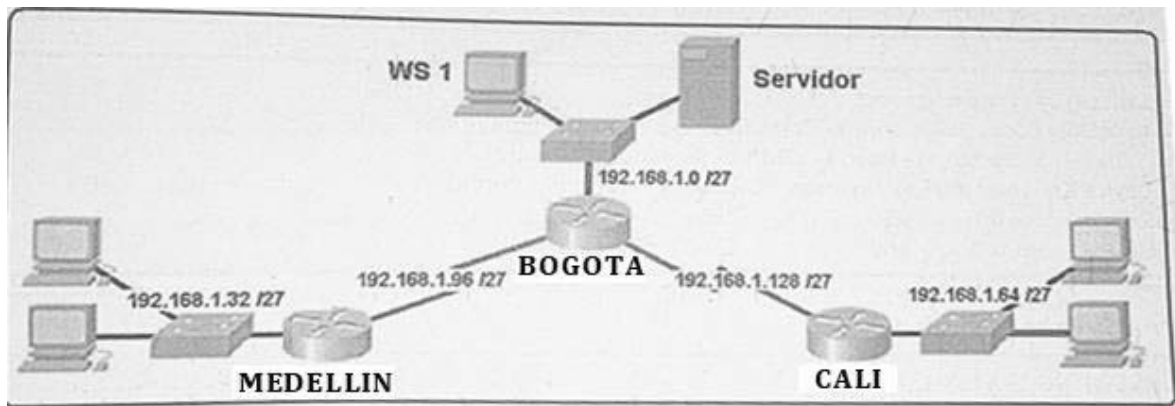 WS 1
Servidor
192.168.1.0 /27
BOGOTA
192.168.1.96 /27
192.168.1.128 /27
192.168.1.32 /27
192.168.1.64 /27
MEDELLIN
CALI